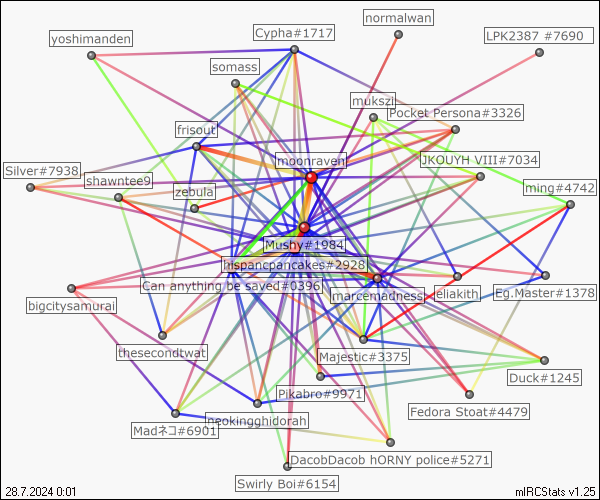 normalwan
Cypha#1717
LPK2387 #7690
yoshimanden
somass
mukszi
Pocket Persona#3326
frisout
moonraven
JKOUYH VIII#7034
Silver#7938
shawntee9
zebula
ming#4742
Mushy#1984
hispancpancakes#2928
Can anything be saved#0396
marcemadness
eliakith
Eg.Master#1378
bigcitysamurai
thesecondtwat
Majestic#3375
Duck#1245
Pikabro#9971
Fedora Stoat#4479
neokingghidorah
Madネコ#6901
DacobDacob hORNY police#5271
Swirly Boi#6154
28.7.2024 0:01
mIRCStats v1.25